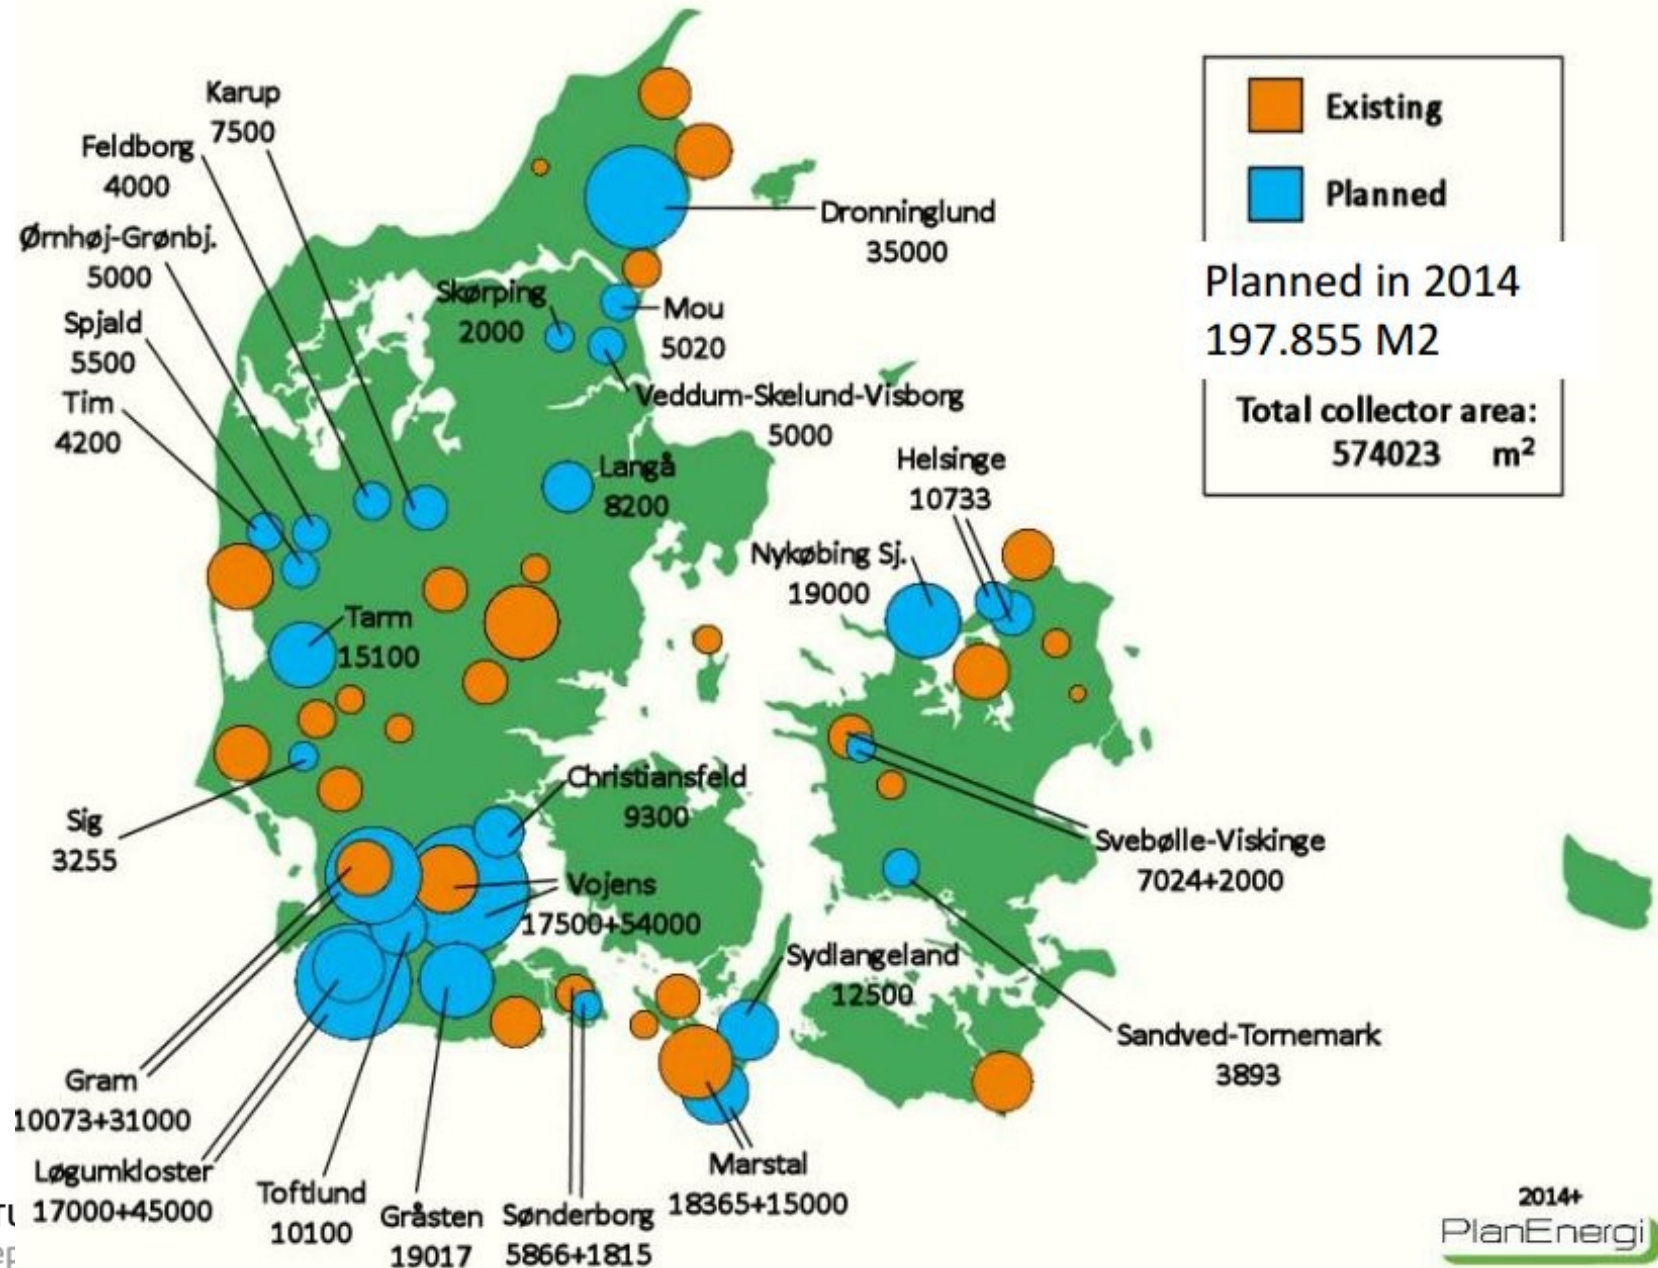 Karup
7500
Feldborg
4000
Ørnhøj-Grønbj.
5000
Spjald
5500
Tim
4200
Skørping
2000
Dronninglund
35000
Mou
5020
Veddum-Skelund-Visborg
5000
Langå
8200
Helsinge
10733
Nykøbing Sj.
19000
Tarm
15100
Sig
3255
Christiansfeld
9300
Vojens
17500+54000
Svebølle-Viskinge
7024+2000
Sydlangeland
12500
Sandved-Tornemark
3893
Gram
10073+31000
Løgumkloster
17000+45000
Toftlund
10100
Gråsten
19017
Sønderborg
5866+1815
Marstal
18365+15000
Existing
Planned
Planned in 2014
197.855 M2
Total collector area:
574023 m²
2014+
PlanEnergi